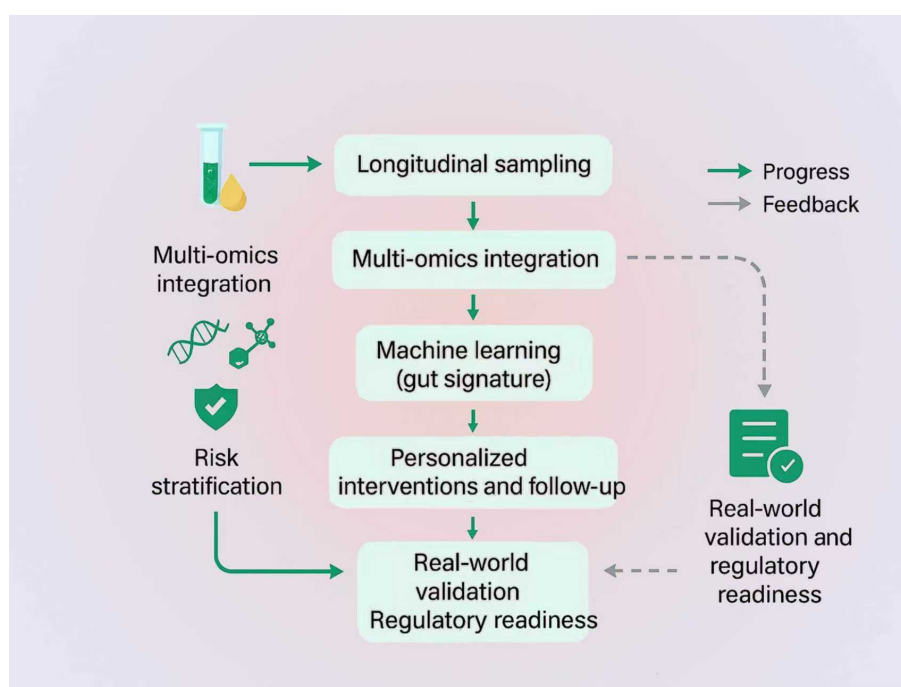 Longitudinal sampling
Progress
Feedback
Multi-omics
integration
Multi-omics integration
Machine learning
(gut signature)
Risk
stratification
Personalized
interventions and follow-up
Real-world
validation and
regulatory
readiness
Real-world
validation
Regulatory readiness